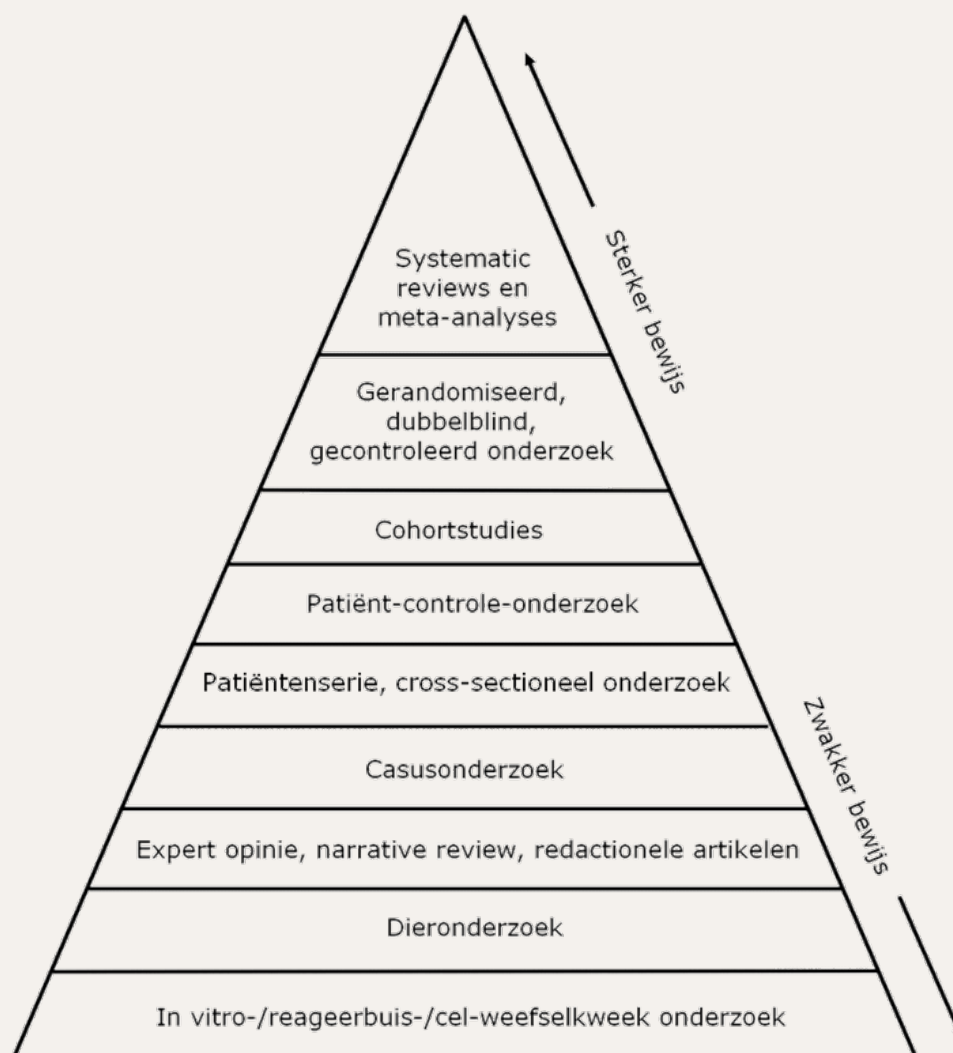 Systematic
reviews en
meta-analyses
Sterker bewijs
Gerandomiseerd,
dubbelblind,
gecontroleerd onderzoek
Cohortstudies
Patiënt-controle-onderzoek
Patiëntenserie, cross-sectioneel onderzoek
Zwakker bewijs
Casusonderzoek
Expert opinie, narrative review, redactionele artikelen
Dieronderzoek
In vitro-/reageerbuis-/cel-weefselkweek onderzoek